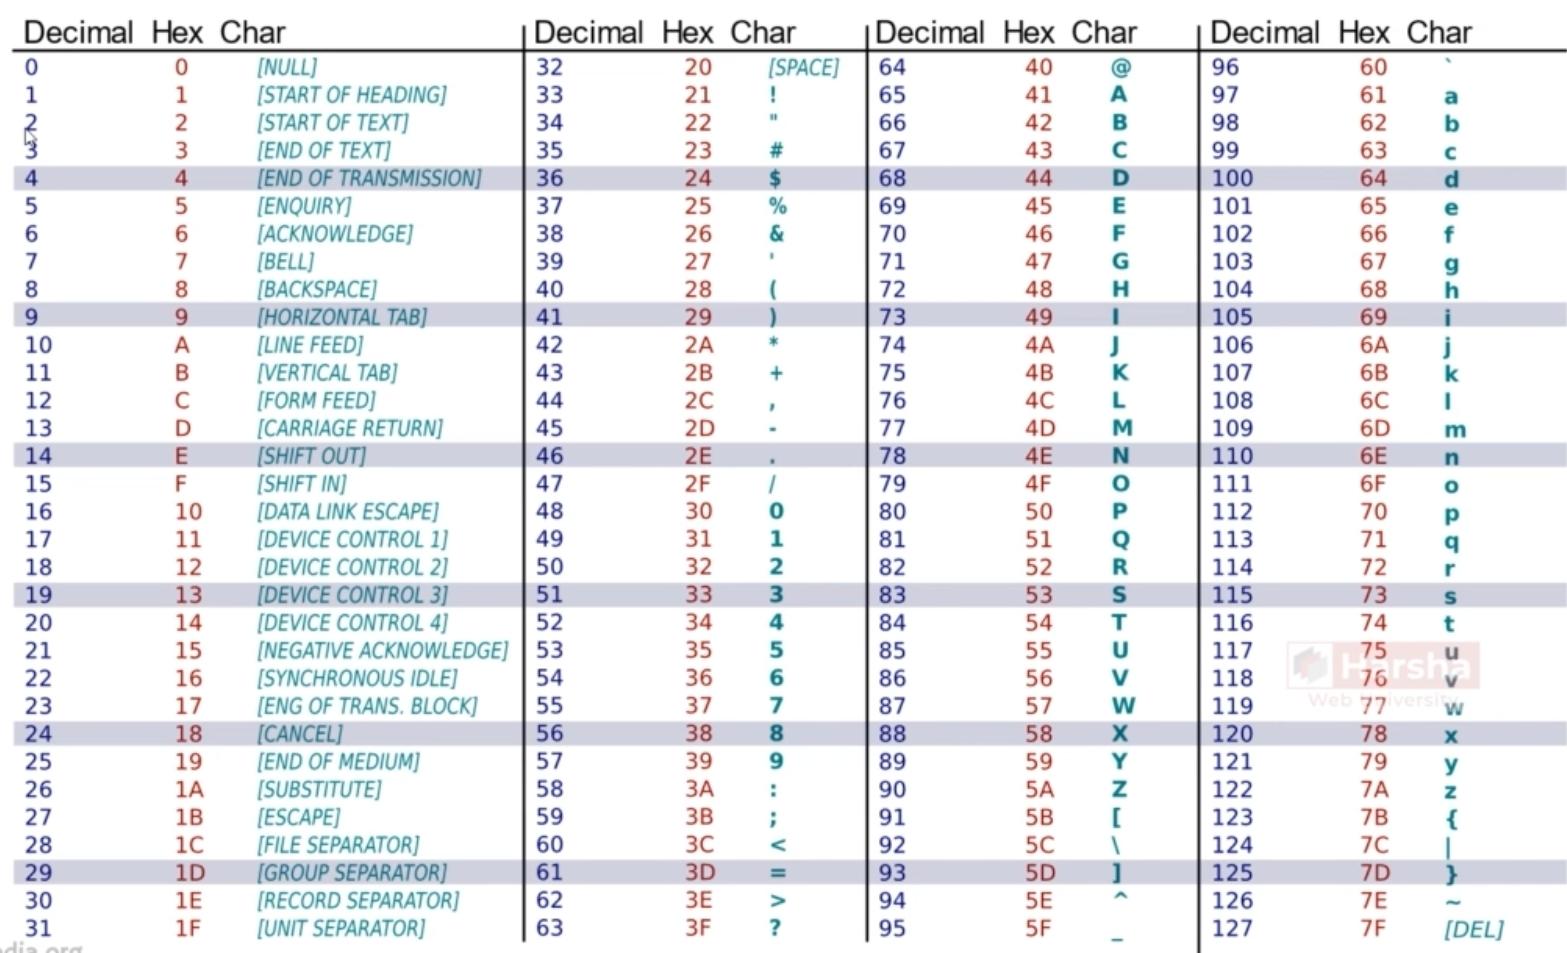 Decimal Hex Char Decimal Hex Char Decimal Hex Char Decimal Hex Char
0 0 [NULL] 32 20 [SPACE] 64 40 @ 96 60 `
1 1 [START OF HEADING] 33 21 ! 65 41 A 97 61 a
2 2 [START OF TEXT] 34 22 " 66 42 B 98 62 b
3 3 [END OF TEXT] 35 23 # 67 43 C 99 63 c
4 4 [END OF TRANSMISSION] 36 24 $ 68 44 D 100 64 d
5 5 [ENQUIRY] 37 25 % 69 45 E 101 65 e
6 6 [ACKNOWLEDGE] 38 26 & 70 46 F 102 66 f
7 7 [BELL] 39 27 ' 71 47 G 103 67 g
8 8 [BACKSPACE] 40 28 ( 72 48 H 104 68 h
9 9 [HORIZONTAL TAB] 41 29 ) 73 49 I 105 69 i
10 A [LINE FEED] 42 2A * 74 4A J 106 6A j
11 B [VERTICAL TAB] 43 2B + 75 4B K 107 6B k
12 C [FORM FEED] 44 2C , 76 4C L 108 6C l
13 D [CARRIAGE RETURN] 45 2D - 77 4D M 109 6D m
14 E [SHIFT OUT] 46 2E . 78 4E N 110 6E n
15 F [SHIFT IN] 47 2F / 79 4F O 111 6F o
16 10 [DATA LINK ESCAPE] 48 30 0 80 50 P 112 70 p
17 11 [DEVICE CONTROL 1] 49 31 1 81 51 Q 113 71 q
18 12 [DEVICE CONTROL 2] 50 32 2 82 52 R 114 72 r
19 13 [DEVICE CONTROL 3] 51 33 3 83 53 S 115 73 s
20 14 [DEVICE CONTROL 4] 52 34 4 84 54 T 116 74 t
21 15 [NEGATIVE ACKNOWLEDGE] 53 35 5 85 55 U 117 75 u
22 16 [SYNCHRONOUS IDLE] 54 36 6 86 56 V 118 76 v
23 17 [ENG OF TRANS. BLOCK] 55 37 7 87 57 W 119 77 w
24 18 [CANCEL] 56 38 8 88 58 X 120 78 x
25 19 [END OF MEDIUM] 57 39 9 89 59 Y 121 79 y
26 1A [SUBSTITUTE] 58 3A : 90 5A Z 122 7A z
27 1B [ESCAPE] 59 3B ; 91 5B [ 123 7B {
28 1C [FILE SEPARATOR] 60 3C < 92 5C \ 124 7C |
29 1D [GROUP SEPARATOR] 61 3D = 93 5D ] 125 7D }
30 1E [RECORD SEPARATOR] 62 3E > 94 5E ^ 126 7E ~
31 1F [UNIT SEPARATOR] 63 3F ? 95 5F _ 127 7F [DEL]
Harsha
Web University